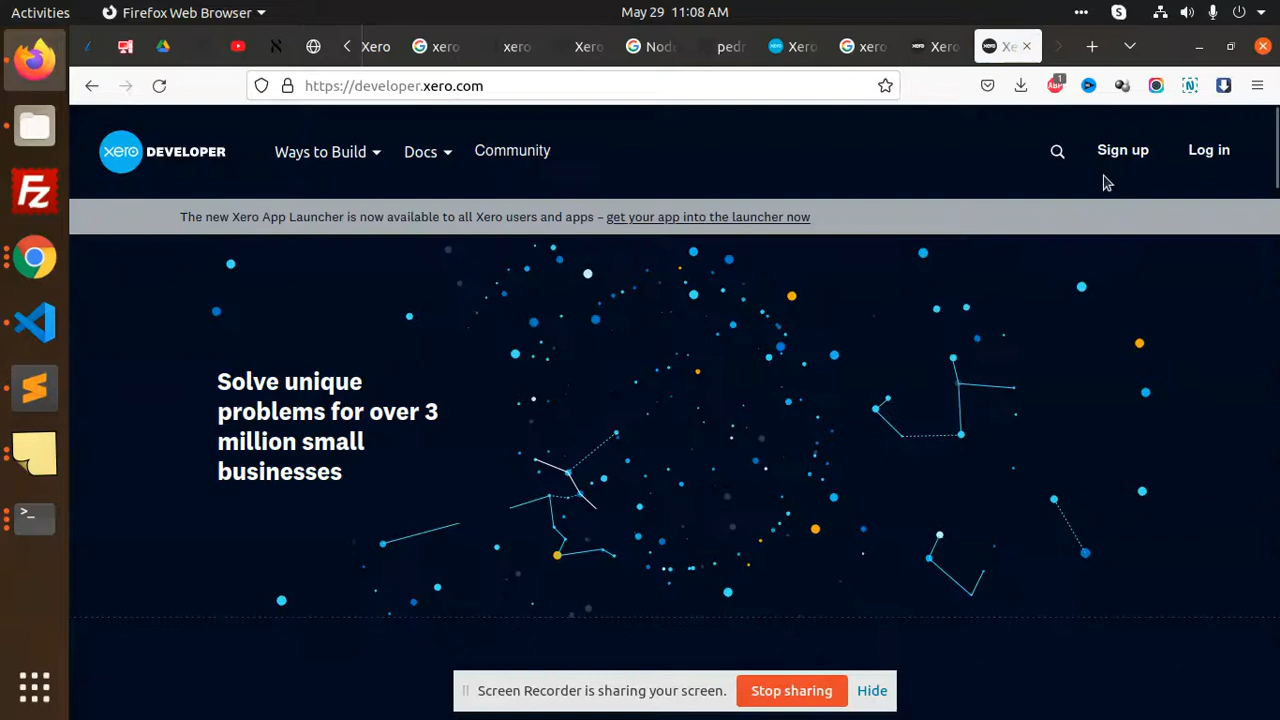 Activities
Firefox Web Browser
May 29 11:08 AM
Xero
xero
xero
Xero
Node
pedr
Xero
xero
Xero
Xe
https://developer.xero.com
1
ABP
xero DEVELOPER
Ways to Build
Docs
Community
Sign up
Log in
The new Xero App Launcher is now available to all Xero users and apps – get your app into the launcher now
Solve unique
problems for over 3
million small
businesses
Screen Recorder is sharing your screen.
Stop sharing
Hide